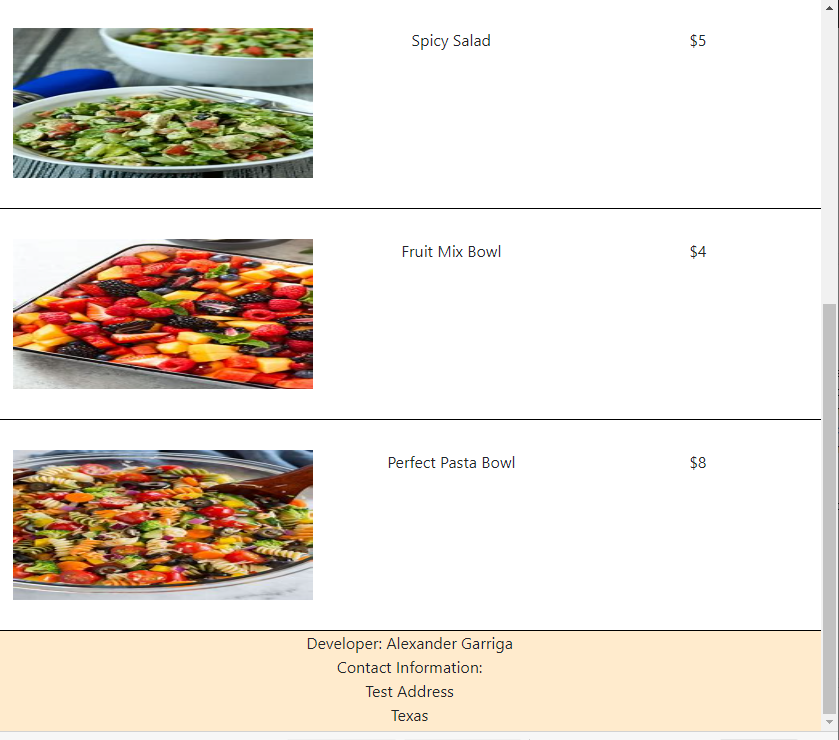 Spicy Salad $5
Fruit Mix Bowl $4
Perfect Pasta Bowl $8
Developer: Alexander Garriga
Contact Information:
Test Address
Texas